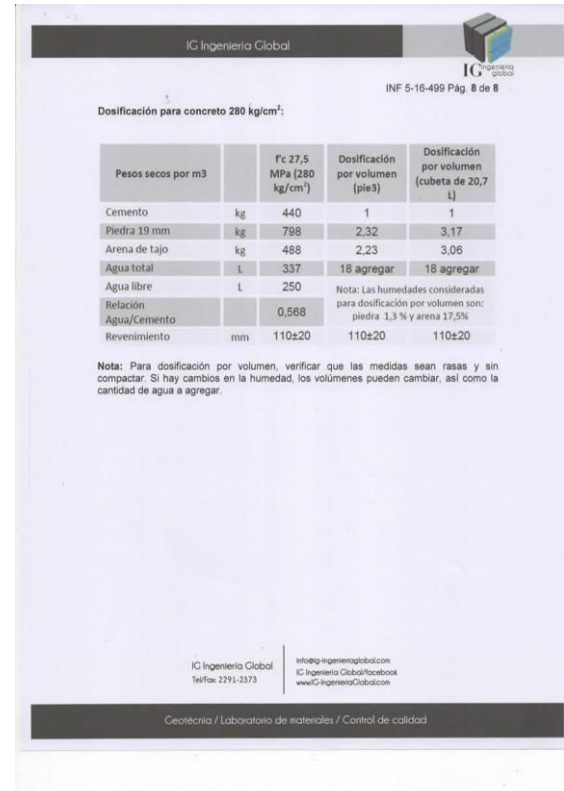 IG Ingeniería Global
IG Ingeniería
global
INF 5-16-499 Pág. 8 de 8
Dosificación para concreto 280 kg/cm²:
Pesos secos por m3
f'c 27,5 MPa (280 kg/cm²)
Dosificación por volumen (pie3)
Dosificación por volumen (cubeta de 20,7 L)
Cemento kg 440 1 1
Piedra 19 mm kg 798 2,32 3,17
Arena de tajo kg 488 2,23 3,06
Agua total L 337 18 agregar 18 agregar
Agua libre L 250
Relación Agua/Cemento 0,568
Nota: Las humedades consideradas
para dosificación por volumen son:
piedra 1,3 % y arena 17,5%
Revenimiento mm 110±20 110±20 110±20
Nota: Para dosificación por volumen, verificar que las medidas sean rasas y sin
compactar. Si hay cambios en la humedad, los volúmenes pueden cambiar, así como la
cantidad de agua a agregar.
IG Ingeniería Global
Tel/Fax: 2291-2373
info@ig-ingenieriaglobal.com
IG Ingeniería Global/facebook
www.IG-IngenieriaGlobal.com
Geotécnia / Laboratorio de materiales / Control de calidad